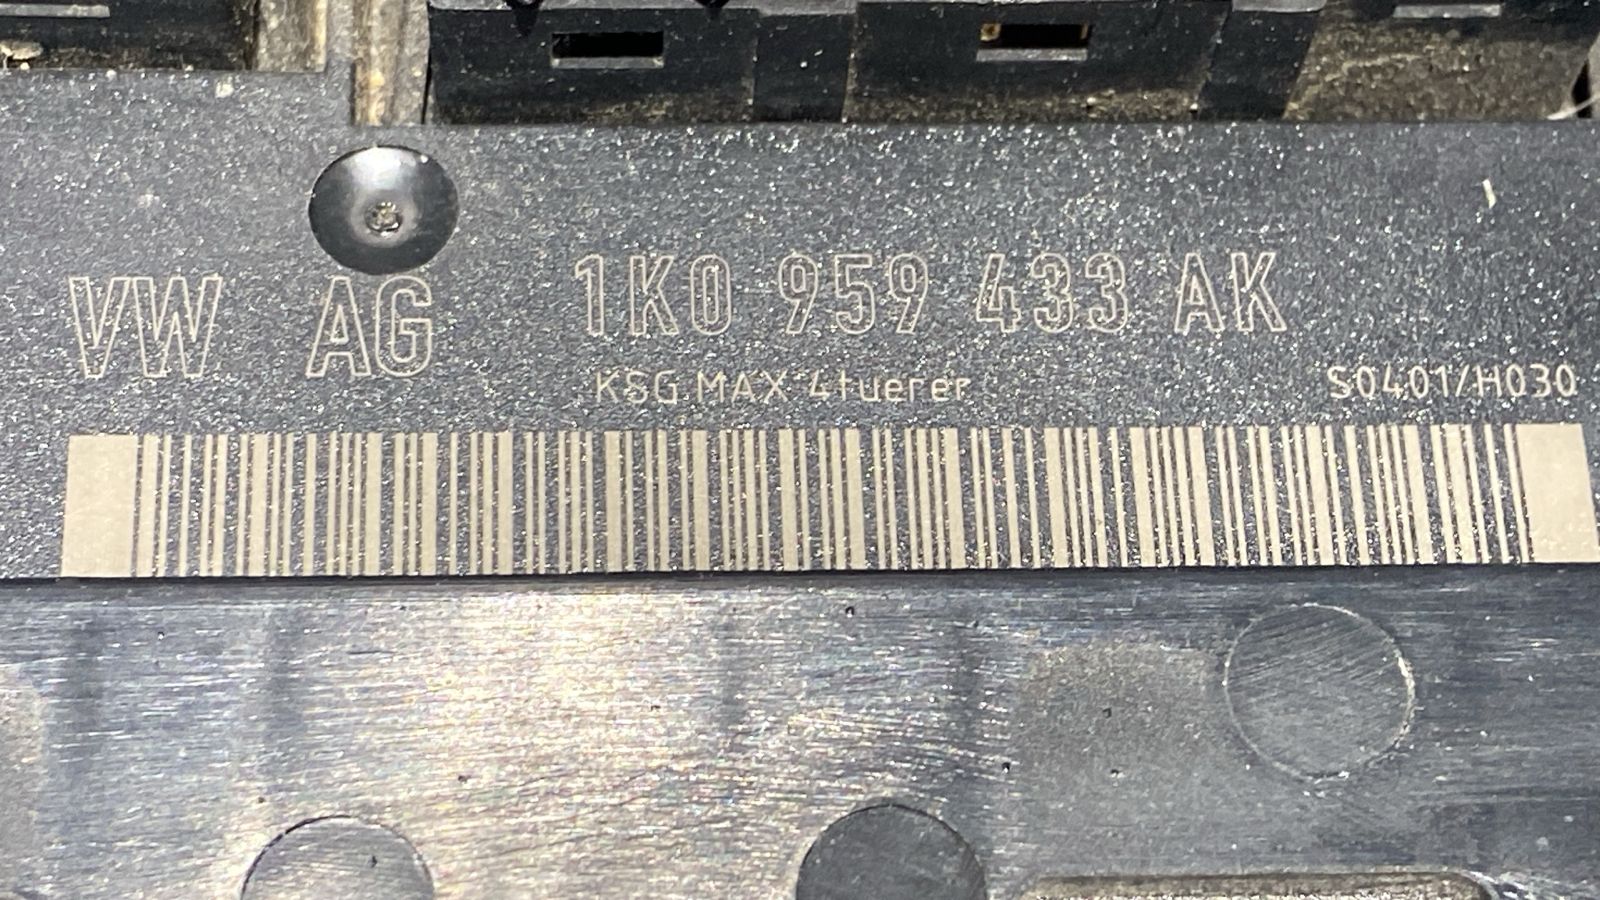 VW AG 1K0 959 433 AK
KSG MAX 4tuerer S0401/H030